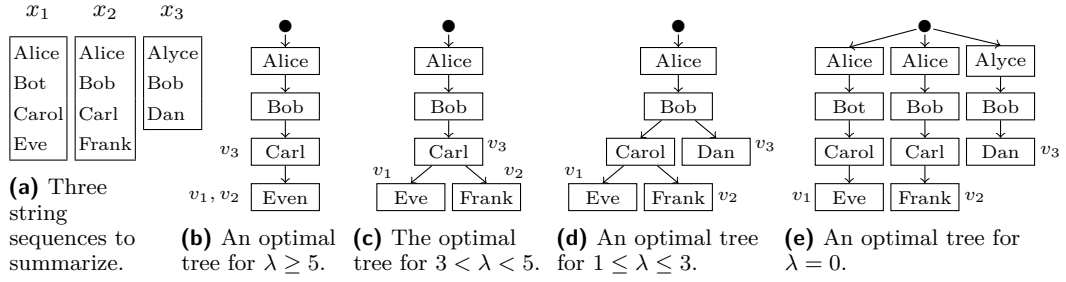 x1 x2 x3
Alice Alice Alyce
Bot Bob Bob
Carol Carl Dan
Eve Frank
(a) Three
string
sequences to
summarize.
Alice
Bob
v3 Carl
v1, v2 Even
(b) An optimal
tree for λ ≥ 5.
Alice
Bob
Carl v3
v1 v2
Eve Frank
(c) The optimal
tree for 3 < λ < 5.
Alice
Bob
Carol Dan v3
v1
Eve Frank v2
(d) An optimal tree
for 1 ≤ λ ≤ 3.
Alice Alice Alyce
Bot Bob Bob
Carol Carl Dan v3
v1 Eve Frank v2
(e) An optimal tree for
λ = 0.